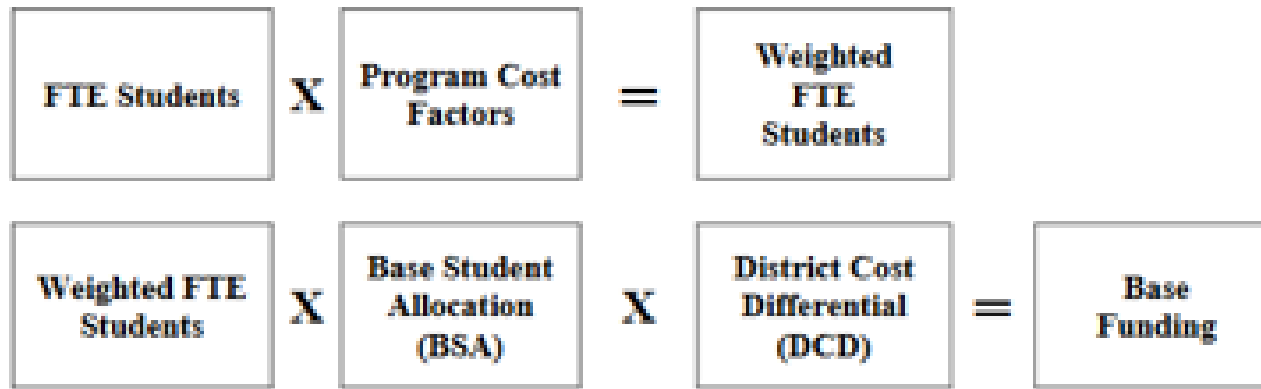 FTE Students X Program Cost Factors = Weighted FTE Students
Weighted FTE Students X Base Student Allocation (BSA) X District Cost Differential (DCD) = Base Funding